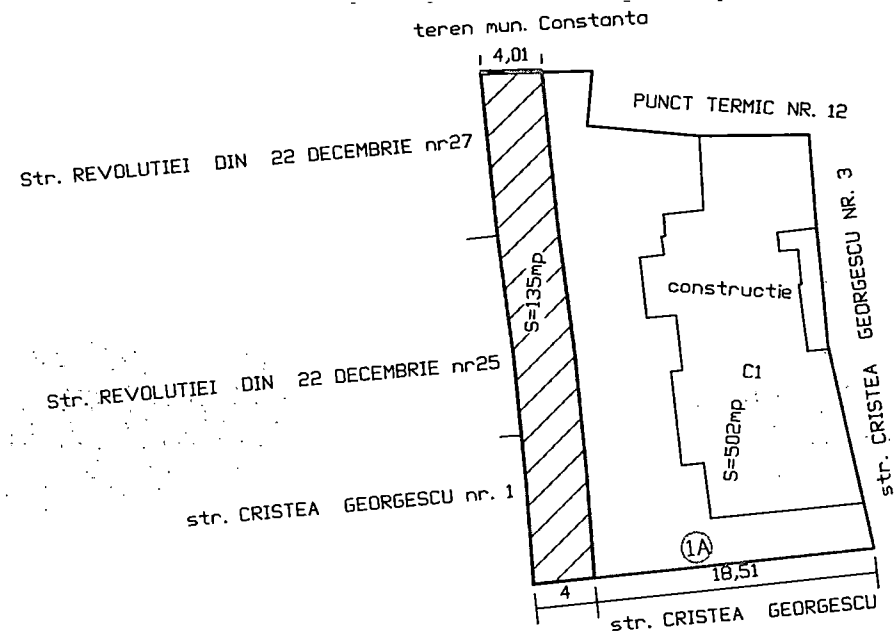 teren mun. Constanta
4,01
PUNCT TERMIC NR. 12
Str. REVOLUTIEI DIN 22 DECEMBRIE nr27
str. CRISTEA GEORGESCU NR. 3
S=135mp
constructie
Str. REVOLUTIEI DIN 22 DECEMBRIE nr25
C1
S=502mp
str. CRISTEA GEORGESCU nr. 1
1A
18,51
4
str. CRISTEA GEORGESCU